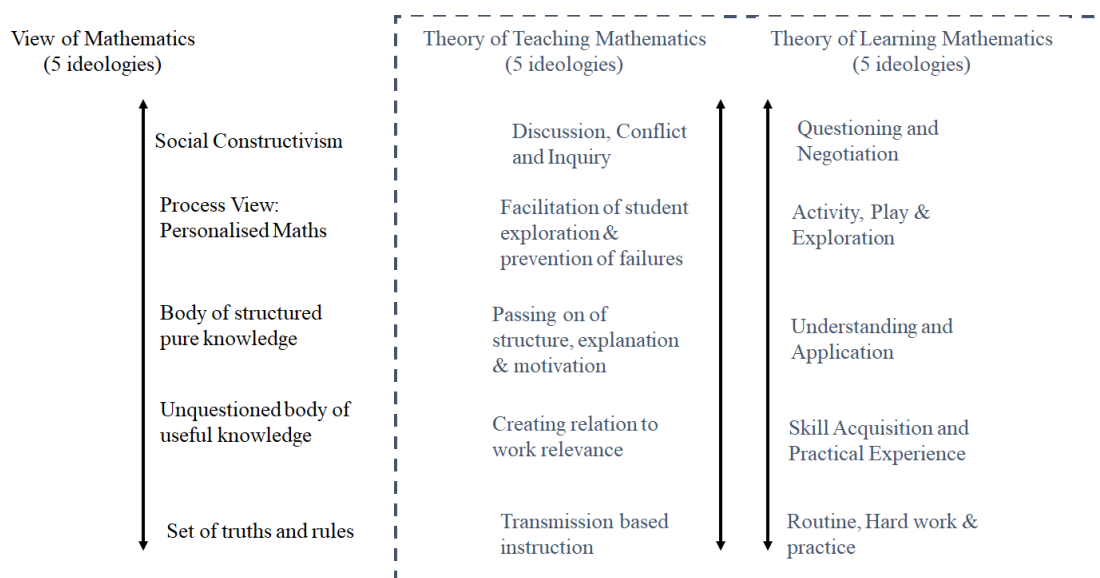 View of Mathematics
(5 ideologies)
Social Constructivism
Process View:
Personalised Maths
Body of structured
pure knowledge
Unquestioned body of
useful knowledge
Set of truths and rules
Theory of Teaching Mathematics
(5 ideologies)
Discussion, Conflict
and Inquiry
Facilitation of student
exploration &
prevention of failures
Passing on of
structure, explanation
& motivation
Creating relation to
work relevance
Transmission based
instruction
Theory of Learning Mathematics
(5 ideologies)
Questioning and
Negotiation
Activity, Play &
Exploration
Understanding and
Application
Skill Acquisition and
Practical Experience
Routine, Hard work &
practice